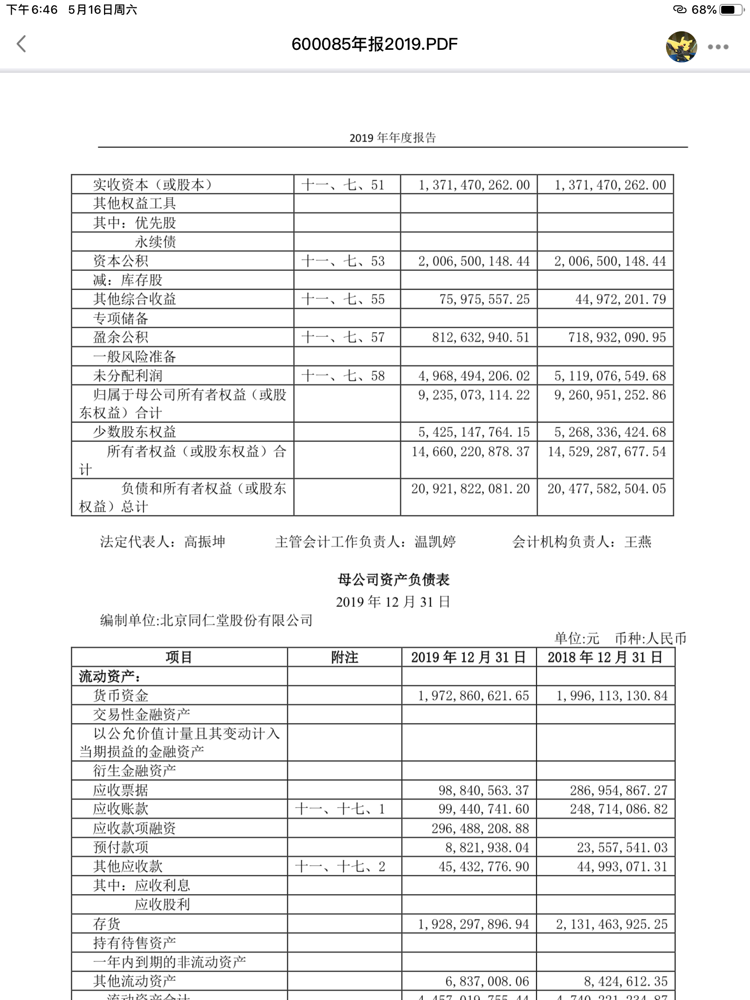 下午6:46 5月16日周六
68%
600085年报2019.PDF
2019 年年度报告
实收资本（或股本） 十一、七、51 1,371,470,262.00 1,371,470,262.00
其他权益工具
其中：优先股
永续债
资本公积 十一、七、53 2,006,500,148.44 2,006,500,148.44
减：库存股
其他综合收益 十一、七、55 75,975,557.25 44,972,201.79
专项储备
盈余公积 十一、七、57 812,632,940.51 718,932,090.95
一般风险准备
未分配利润 十一、七、58 4,968,494,206.02 5,119,076,549.68
归属于母公司所有者权益（或股 9,235,073,114.22 9,260,951,252.86
东权益）合计
少数股东权益 5,425,147,764.15 5,268,336,424.68
所有者权益（或股东权益）合 14,660,220,878.37 14,529,287,677.54
计
负债和所有者权益（或股东 20,921,822,081.20 20,477,582,504.05
权益）总计
法定代表人：高振坤 主管会计工作负责人：温凯婷 会计机构负责人：王燕
母公司资产负债表
2019 年 12 月 31 日
编制单位:北京同仁堂股份有限公司
单位:元 币种:人民币
项目 附注 2019 年 12 月 31 日 2018 年 12 月 31 日
流动资产：
货币资金 1,972,860,621.65 1,996,113,130.84
交易性金融资产
以公允价值计量且其变动计入
当期损益的金融资产
衍生金融资产
应收票据 98,840,563.37 286,954,867.27
应收账款 十一、十七、1 99,440,741.60 248,714,086.82
应收款项融资 296,488,208.88
预付款项 8,821,938.04 23,557,541.03
其他应收款 十一、十七、2 45,432,776.90 44,993,071.31
其中：应收利息
应收股利
存货 1,928,297,896.94 2,131,463,925.25
持有待售资产
一年内到期的非流动资产
其他流动资产 6,837,008.06 8,424,612.35
流动资产合计 4,457,019,755.44 4,740,221,234.87